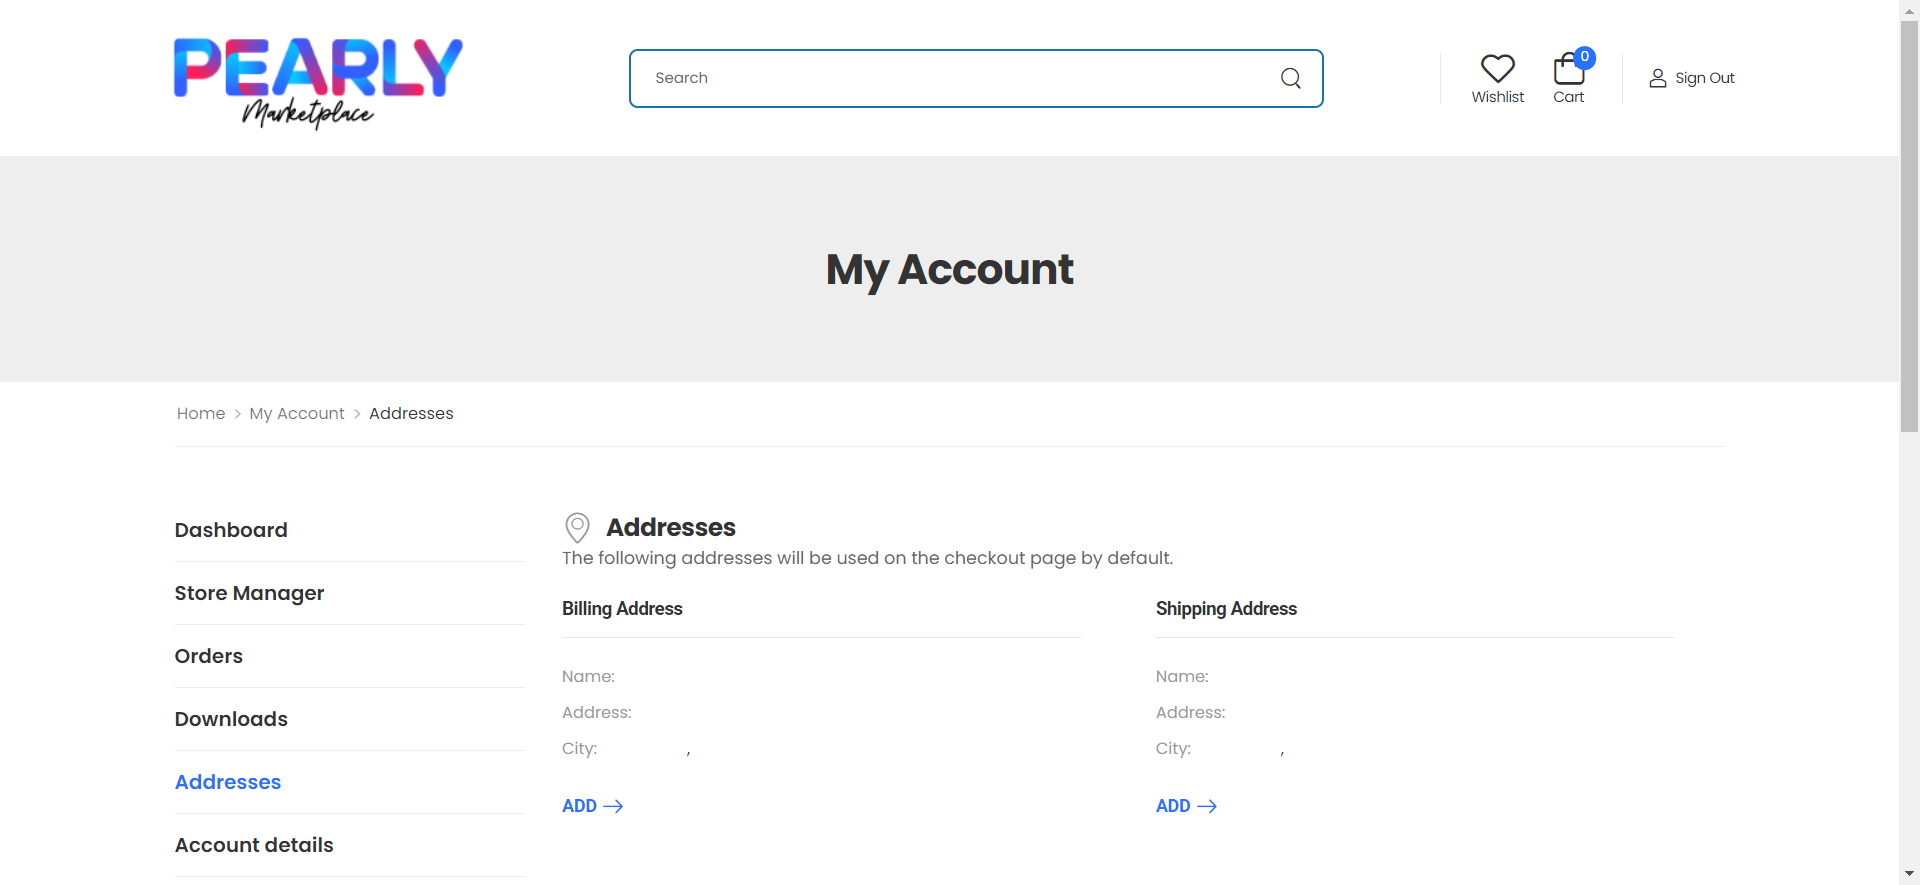 PEARLY
Marketplace
Search
Wishlist
0
Cart
Sign Out
My Account
Home > My Account > Addresses
Dashboard
Store Manager
Orders
Downloads
Addresses
Account details
Addresses
The following addresses will be used on the checkout page by default.
Billing Address
Name:
Address:
City: ,
ADD
Shipping Address
Name:
Address:
City: ,
ADD